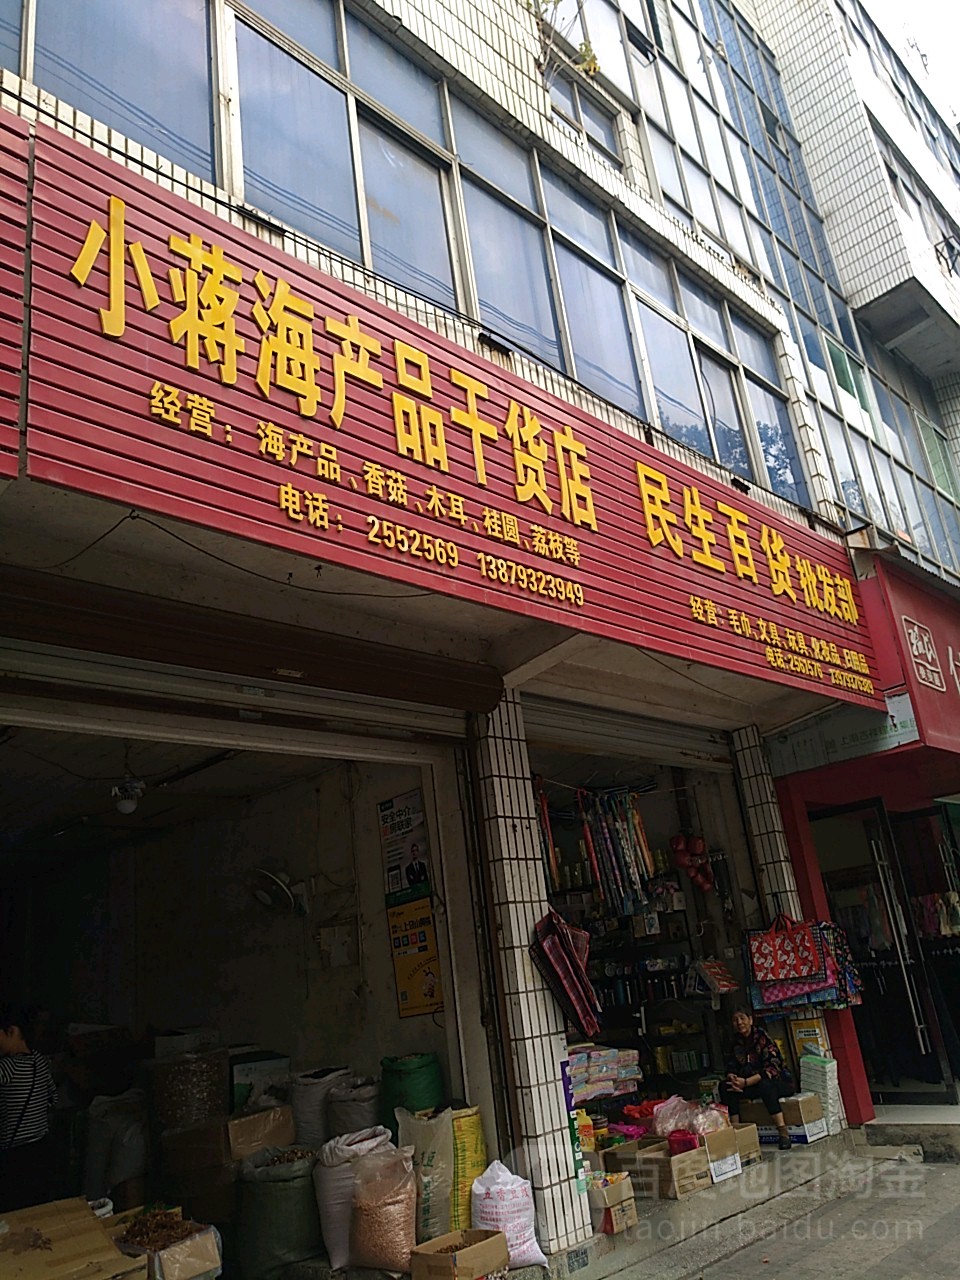 小蒋海产品干货店
经营：海产品、香菇、木耳、桂圆、荔枝等
电话：2552569 13879323949
民生百货批发部
经营：毛巾、文具、玩具、化妆品、日用品
电话:2561576
安全中介
百度地图淘金
taojin.baidu.com